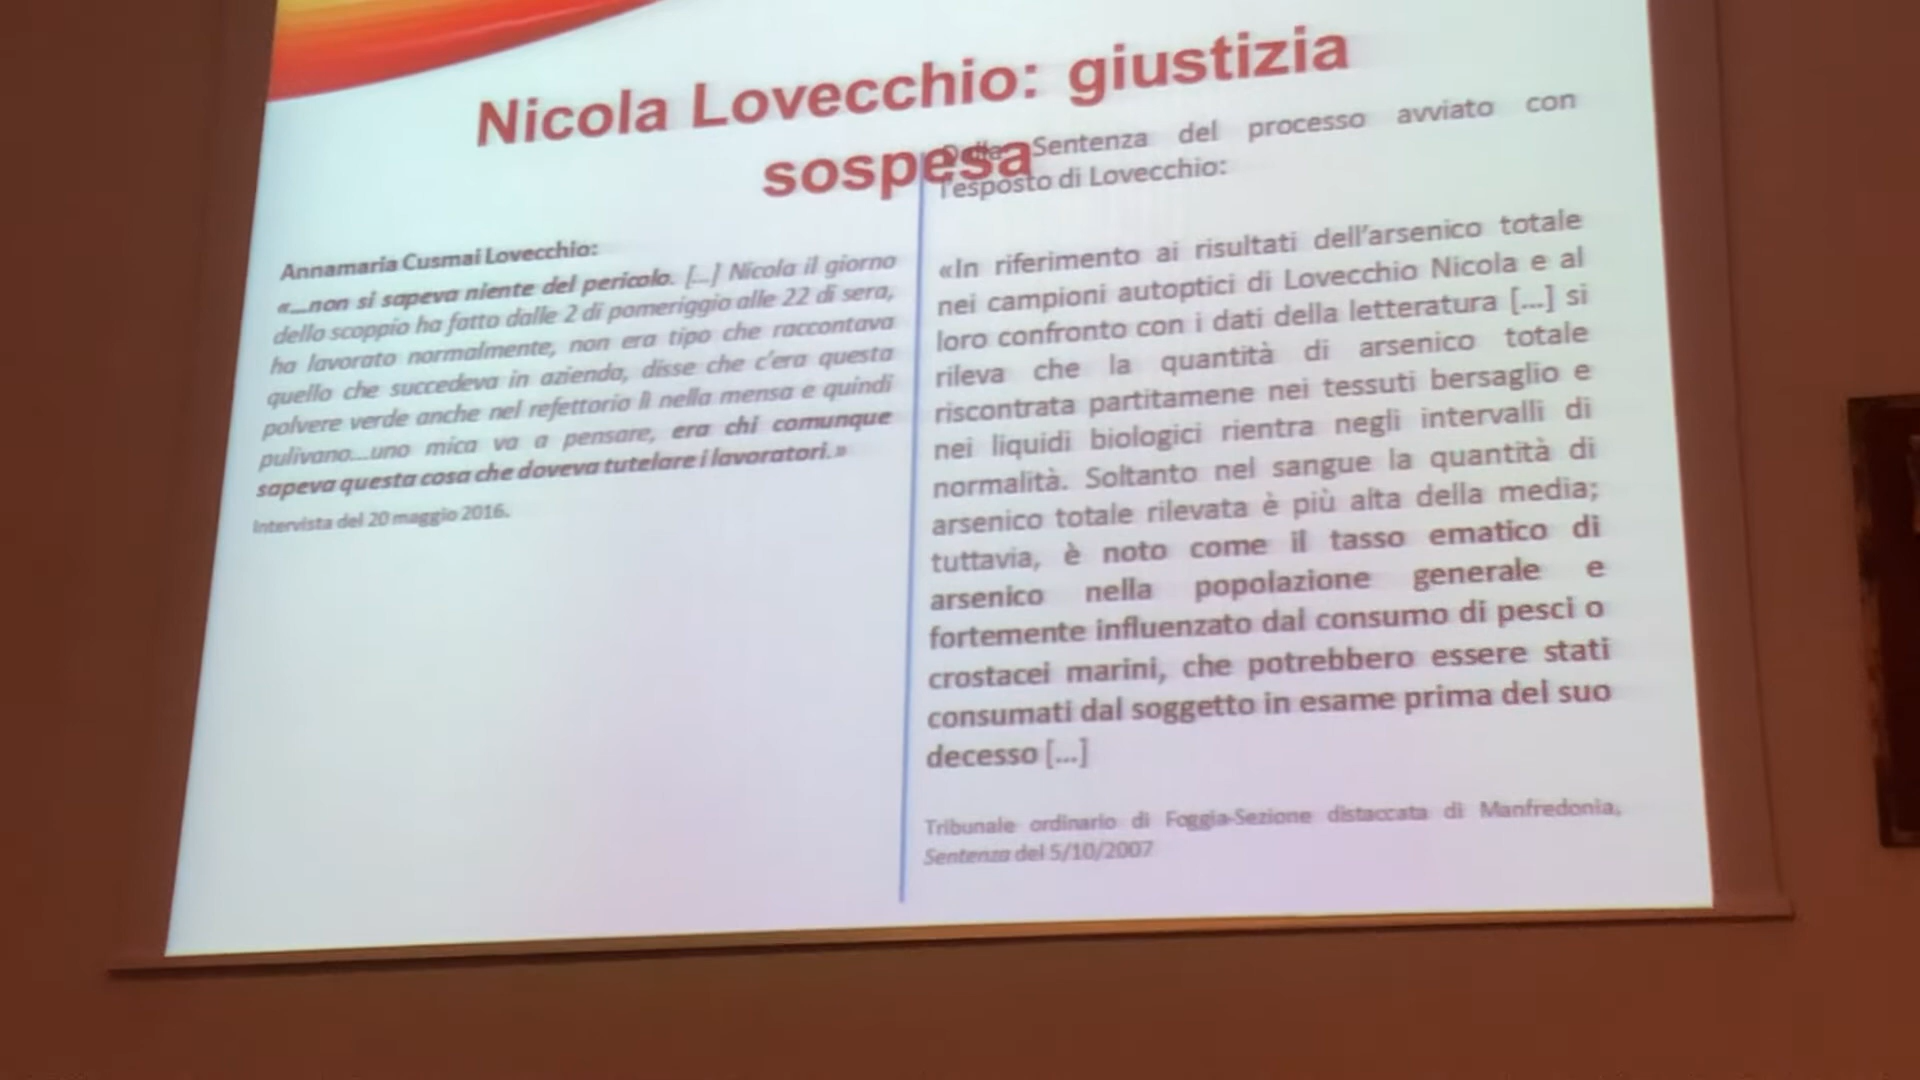 Nicola Lovecchio: giustizia
sospesa
Annamaria Cusmai Lovecchio:
«...non si sapeva niente del pericolo. [...] Nicola il giorno
dello scoppio ha fatto dalle 2 di pomeriggio alle 22 di sera,
ha lavorato normalmente, non era tipo che raccontava
quello che succedeva in azienda, disse che c'era questa
polvere verde anche nel refettorio lì nella mensa e quindi
pulivano...uno mica va a pensare, era chi comunque
sapeva questa cosa che doveva tutelare i lavoratori.»
Intervista del 20 maggio 2016.
Sentenza del processo avviato con
l'esposto di Lovecchio:
«In riferimento ai risultati dell'arsenico totale
nei campioni autoptici di Lovecchio Nicola e al
loro confronto con i dati della letteratura [...] si
rileva che la quantità di arsenico totale
riscontrata partitamene nei tessuti bersaglio e
nei liquidi biologici rientra negli intervalli di
normalità. Soltanto nel sangue la quantità di
arsenico totale rilevata è più alta della media;
tuttavia, è noto come il tasso ematico di
arsenico nella popolazione generale e
fortemente influenzato dal consumo di pesci o
crostacei marini, che potrebbero essere stati
consumati dal soggetto in esame prima del suo
decesso [...]
Tribunale ordinario di Foggia-Sezione distaccata di Manfredonia,
Sentenza del 5/10/2007